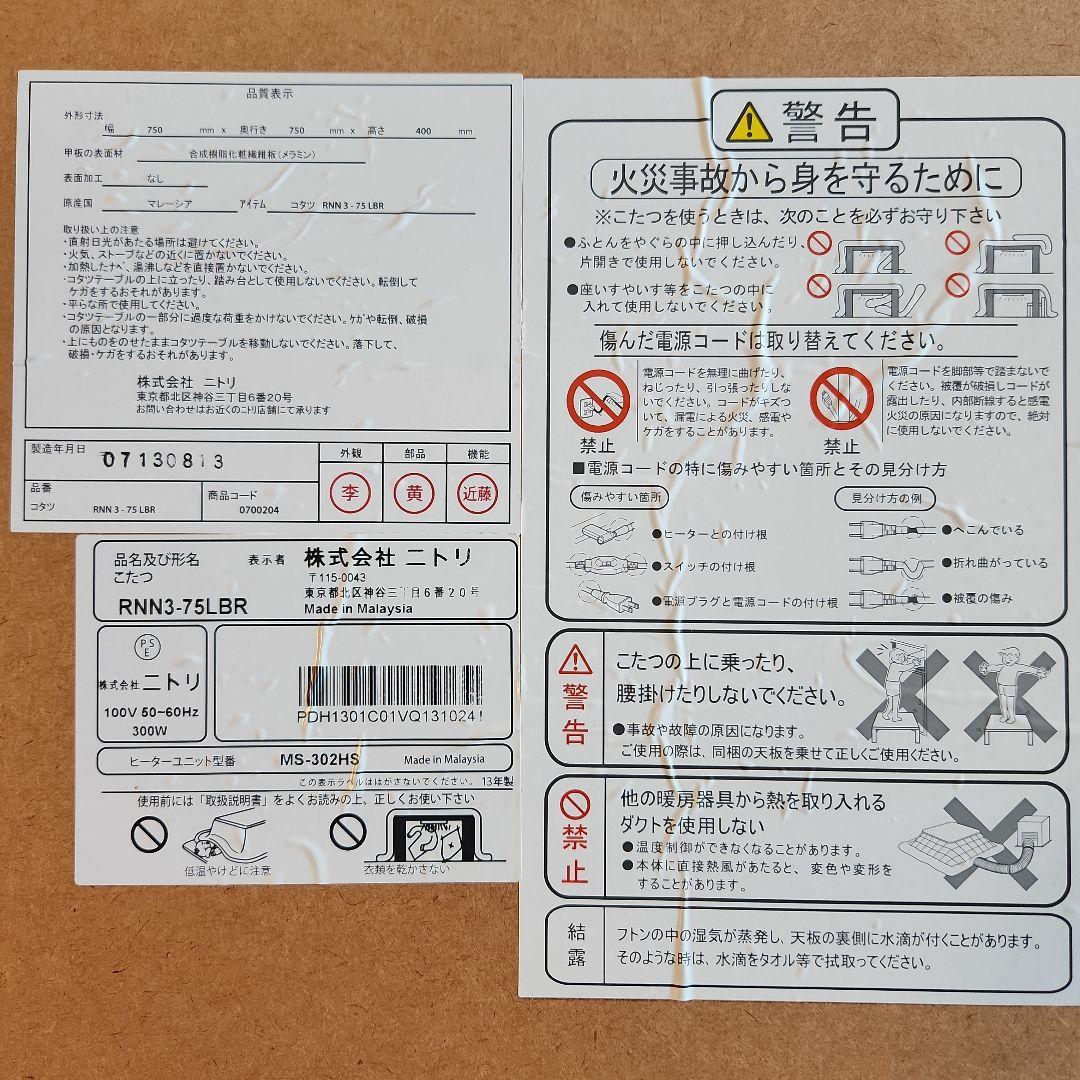 品質表示
外形寸法
幅 750 mm x 奥行き 750 mm x 高さ 400 mm
甲板の表面材 合成樹脂化粧繊維板(メラミン)
表面加工 なし
原産国 マレーシア アイテム コタツ RNN 3 - 75 LBR
取り扱い上の注意
・直射日光があたる場所は避けてください。
・火気、ストーブなどの近くに置かないでください。
・加熱したナベ、湯沸しなどを直接置かないでください。
・コタツテーブルの上に立ったり、踏み台として使用しないでください。転倒して
ケガをするおそれがあります。
・平らな所で使用してください。
・コタツテーブルの一部分に過度な荷重をかけないでください。ケガや転倒、破損
の原因となります。
・上にものをのせたままコタツテーブルを移動しないでください。落下して、
破損・ケガをするおそれがあります。
株式会社 ニトリ
東京都北区神谷三丁目6番20号
お問い合わせはお近くのニトリ店舗にて承ります
製造年月日 07130813
外観 部品 機能
李 黄 近藤
品番
コタツ RNN 3 - 75 LBR
商品コード
0700204
品名及び形名
こたつ
RNN3-75LBR
表示者 株式会社 ニトリ
〒115-0043
東京都北区神谷三丁目6番20号
Made in Malaysia
PSE
株式会社 ニトリ
100V 50~60Hz
300W
PDH1301C01VQ1310241
ヒーターユニット型番 MS-302HS Made in Malaysia
この表示ラベルははがさないでください。 13年製
使用前には「取扱説明書」をよくお読みの上、正しくお使い下さい
低温やけどに注意
衣類を乾かさない
警告
火災事故から身を守るために
※こたつを使うときは、次のことを必ずお守り下さい
●ふとんをやぐらの中に押し込んだり、
片開きで使用しないでください。
●座いすやいす等をこたつの中に
入れて使用しないでください。
傷んだ電源コードは取り替えてください。
禁止
電源コードを無理に曲げたり、
ねじったり、引っ張ったりしな
いでください。コードがキズつ
いて、漏電による火災、感電や
ケガをすることがあります。
禁止
電源コードを脚部等で踏まないで
ください。被覆が破損しコードが
露出したり、内部断線すると感電
火災の原因になりますので、絶対
に使用しないでください。
■電源コードの特に傷みやすい箇所とその見分け方
傷みやすい箇所
見分け方の例
●ヒーターとの付け根
●へこんでいる
●スイッチの付け根
●折れ曲がっている
●電源プラグと電源コードの付け根
●被覆の傷み
警告
こたつの上に乗ったり、
腰掛けたりしないでください。
●事故や故障の原因になります。
ご使用の際は、同梱の天板を乗せて正しくご使用ください。
禁止
他の暖房器具から熱を取り入れる
ダクトを使用しない
●温度制御ができなくなることがあります。
●本体に直接熱風があたると、変色や変形を
することがあります。
結露
フトンの中の湿気が蒸発し、天板の裏側に水滴が付くことがあります。
そのような時は、水滴をタオル等で拭取ってください。